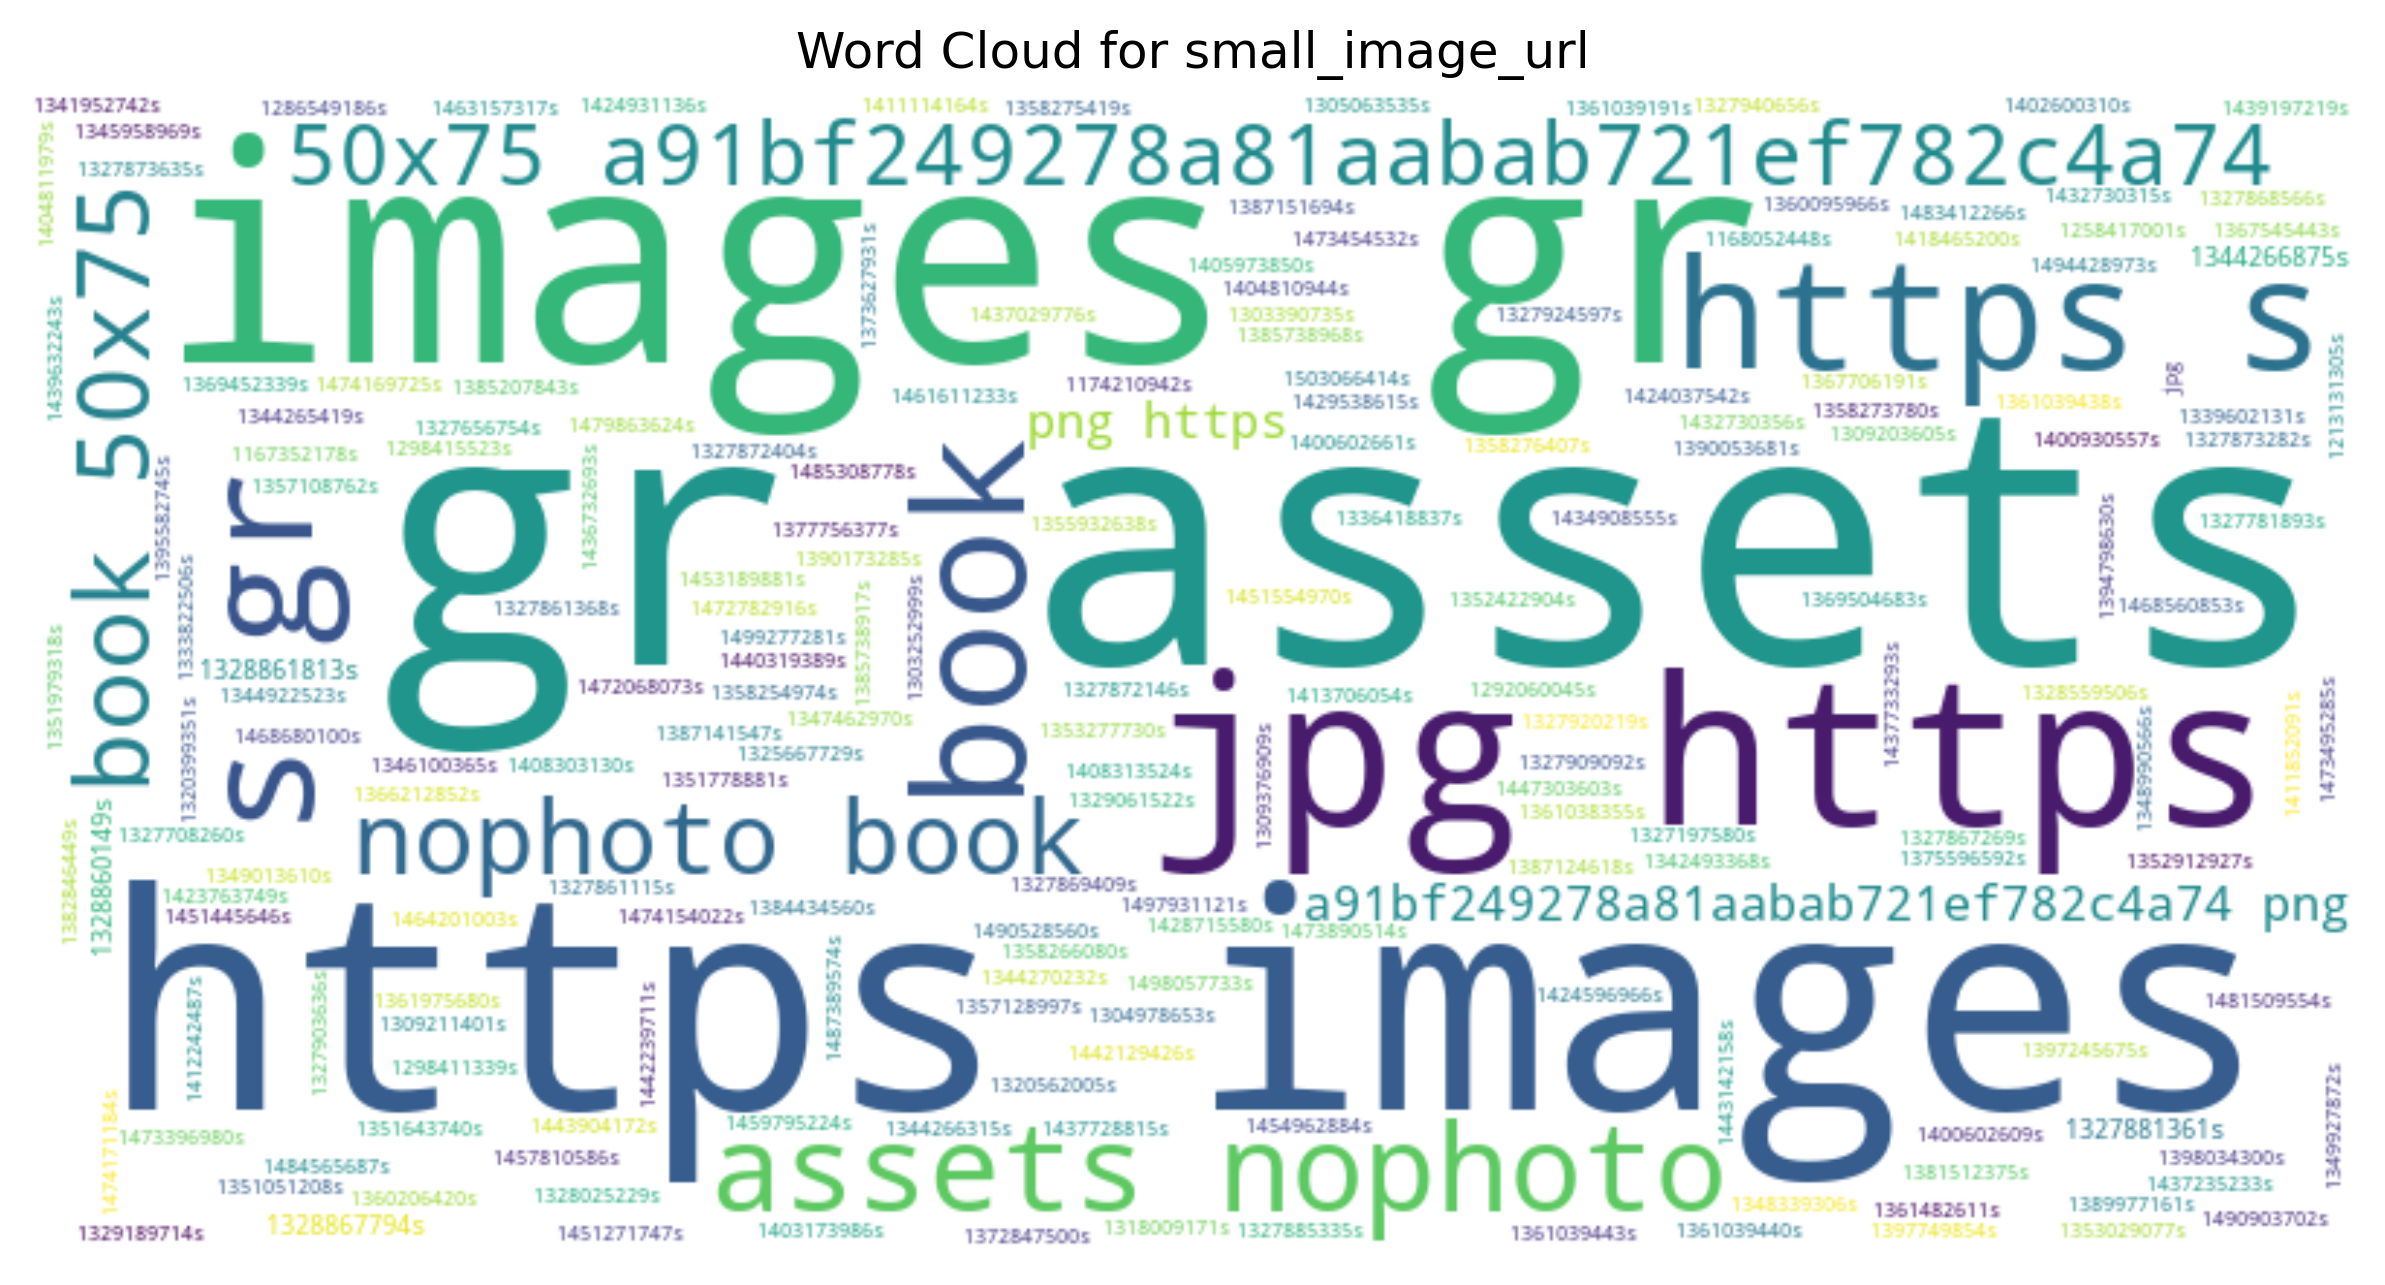 Word Cloud for small_image_url
1341952742s 1286549186s 1463157317s 1424931136s 1411114164s 1358275419s 1305063535s 1361039191s 1327940656s 1402600310s 1439197219s
1404811979s
1345958969s
1327873635s
50x75 a91bf249278a81aabab721ef782c4a74
images gr
book 50x75
1387151694s 1360095966s 1483412266s 1432730315s 1327868566s
1473454532s 1168052448s 1418465200s 1258417001s 1367545443s
1373627931s
1405973850s 1494428973s 1344266875s
1404810944s
https s
1439632243s
1437029776s 1303390735s 1327924597s
1385738968s
1213131305s
1369452339s 1474169725s 1385207843s 1461611233s 1174210942s 1503066414s 1367706191s
jpg
1429538615s 1424037542s 1361039438s
1344265419s 1327656754s 1479863624s
png https
1432730356s 1358273780s 1339602131s
1309203605s
1167352178s 1298415523s 1327872404s 1400602661s 1358276407s 1390053681s 1400930557s 1327873282s
1395582745s
s gr
1357108762s
gr
1436732693s
1485308778s
book
assets
1377756377s 1355932638s 1336418837s 1434908555s 1394798630s 1327781893s
1390173285s
1333822506s
1453189881s
1327861368s 1472782916s 1385738917s 1303252999s 1451554970s 1352422904s 1369504683s 1468560853s
1499277281s
1351979318s
1328861813s 1440319389s
1344922523s 1472068073s 1358254974s 1327872146s 1413706054s 1292060045s 1437733293s 1328559506s
1320399351s
1347462970s
1468680100s 1387141547s 1353277730s
jpg https
1327920219s 1348990566s 1411852091s 1473495285s
1325667729s
1346100365s 1408303130s 1351778881s 1408313524s 1309376909s 1327909092s
1366212852s 1329061522s 1447303603s
1361038355s
1382846449s
1328860149s
1327708260s
nophoto book
1327197580s 1327867269s
1387124618s 1342493368s 1375596592s 1352912927s
1349013610s 1327861115s 1327869409s
1423763749s
1451445646s 1464201003s 1474154022s 1384434560s 1497931121s
a91bf249278a81aabab721ef782c4a74 png
1490528560s 1428715580s 1473890514s
https images
1358266080s
1412242487s 1327903636s 1361975680s 1442239711s 1487389574s 1344270232s 1498057733s 1424596966s 1481509554s
1309211401s 1357128997s 1304978653s
1298411339s 1442129426s 1443142158s 1397245675s
1320562005s 1349927872s
1474171184s
1473396980s 1351643740s 1443904172s 1459795224s 1344266315s 1437728815s 1454962884s 1400602609s 1327881361s
assets nophoto
1484565687s 1457810586s 1381512375s 1398034300s
1351051208s 1360206420s 1328025229s 1437235233s
1348339306s 1361482611s 1389977161s 1490903702s
1329189714s 1328867794s 1451271747s 1403173986s 1372847500s 1318009171s 1327885335s 1361039443s 1361039440s 1397749854s 1353029077s